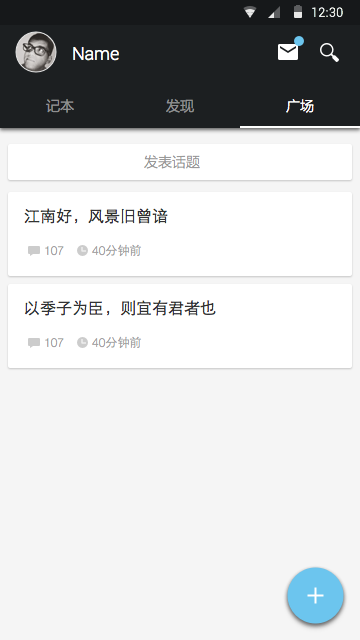 12:30
Name
记本
发现
广场
发表话题
江南好，风景旧曾谙
107 40分钟前
以季子为臣，则宜有君者也
107 40分钟前